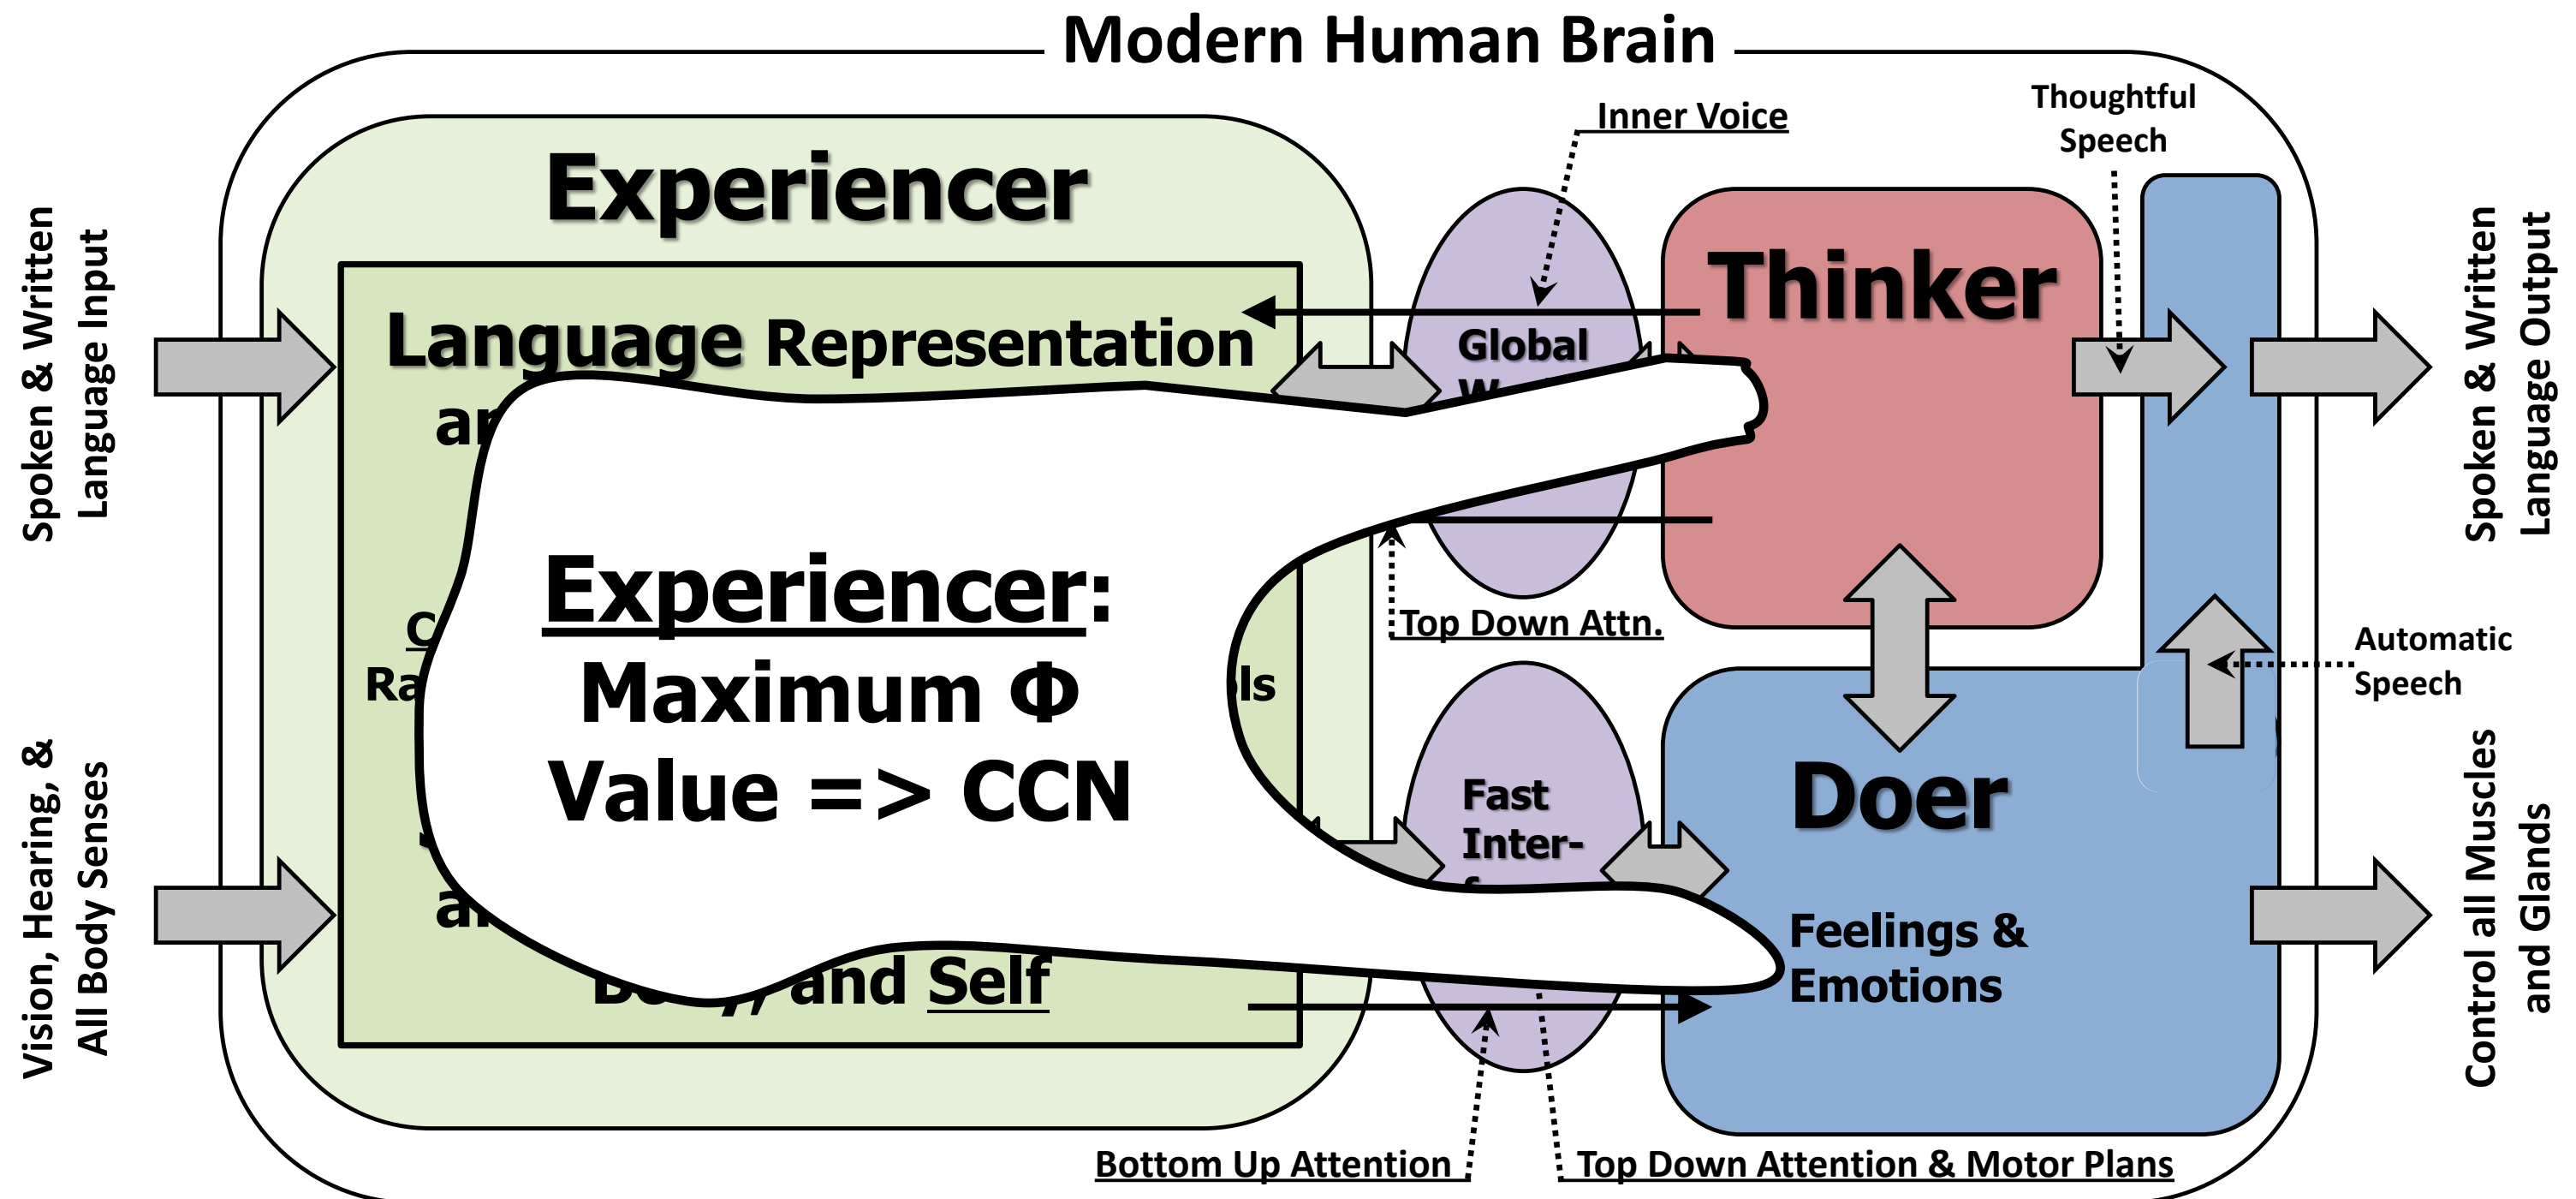 Modern Human Brain
Spoken & Written
Language Input
Vision, Hearing, &
All Body Senses
Experiencer
Language Representation
Experiencer:
Maximum Φ
Value => CCN
and Self
Inner Voice
Global
Top Down Attn.
Fast
Inter-
Bottom Up Attention
Top Down Attention & Motor Plans
Thinker
Thoughtful
Speech
Doer
Feelings &
Emotions
Automatic
Speech
Spoken & Written
Language Output
Control all Muscles
and Glands